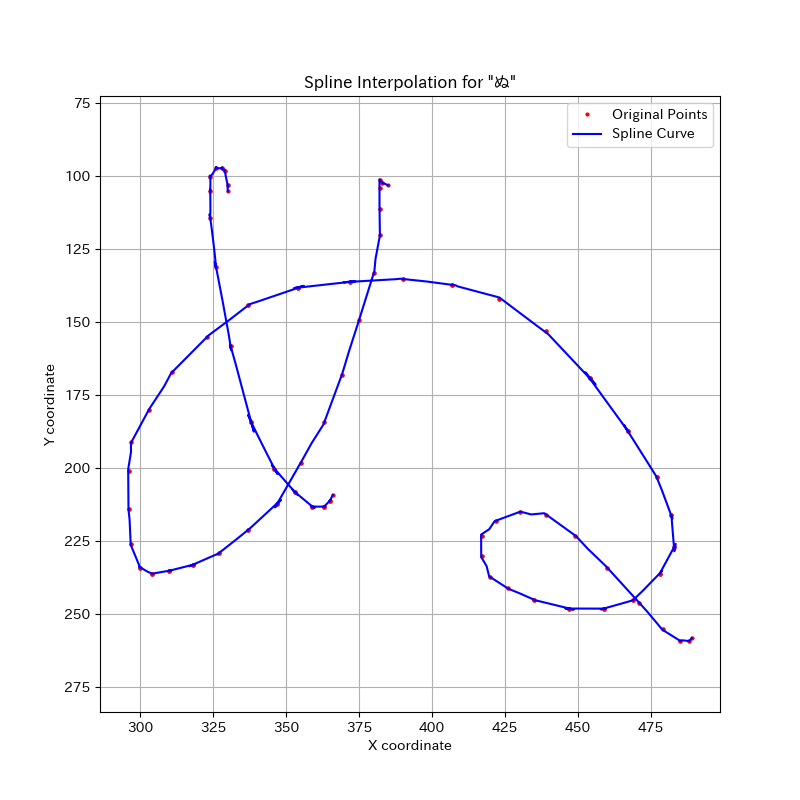 Spline Interpolation for "ぬ"
Original Points
Spline Curve
75
100
125
150
175
200
225
250
275
Y coordinate
300 325 350 375 400 425 450 475
X coordinate
ぬ